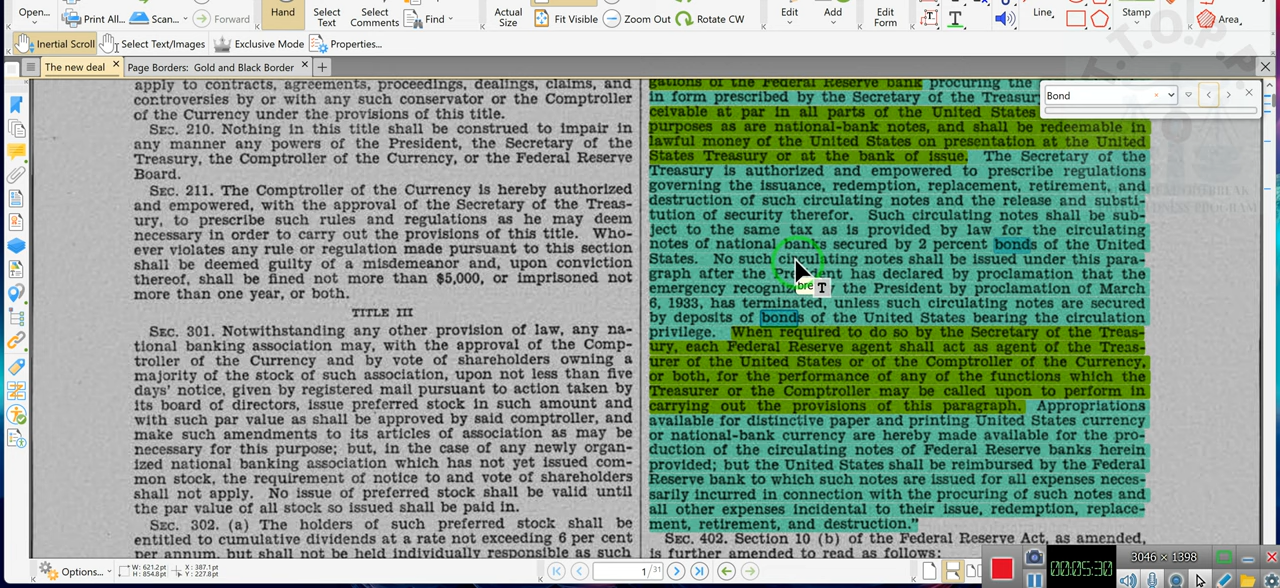 Open...
Print All...
Scan...
Forward
Hand
Select
Text
Select
Comments
Find
Actual
Size
Fit Visible
Zoom Out
Rotate CW
Edit
Add
Edit
Form
Line
Stamp
Area
Inertial Scroll
Select Text/Images
Exclusive Mode
Properties...
The new deal
Page Borders: Gold and Black Border
apply to contracts, agreements, proceedings, dealings, claims, and
controversies by or with any such conservator or the Comptroller
of the Currency under the provisions of this title.
SEC. 210. Nothing in this title shall be construed to impair in
any manner any powers of the President, the Secretary of the
Treasury, the Comptroller of the Currency, or the Federal Reserve
Board.
SEC. 211. The Comptroller of the Currency is hereby authorized
and empowered, with the approval of the Secretary of the Treas-
ury, to prescribe such rules and regulations as he may deem
necessary in order to carry out the provisions of this title. Who-
ever violates any rule or regulation made pursuant to this section
shall be deemed guilty of a misdemeanor and, upon conviction
thereof, shall be fined not more than $5,000, or imprisoned not
more than one year, or both.
TITLE III
SEC. 301. Notwithstanding any other provision of law, any na-
tional banking association may, with the approval of the Comp-
troller of the Currency and by vote of shareholders owning a
majority of the stock of such association, upon not less than five
days' notice, given by registered mail pursuant to action taken by
its board of directors, issue preferred stock in such amount and
with such par value as shall be approved by said comptroller, and
make such amendments to its articles of association as may be
necessary for this purpose; but, in the case of any newly organ-
ized national banking association which has not yet issued com-
mon stock, the requirement of notice to and vote of shareholders
shall not apply. No issue of preferred stock shall be valid until
the par value of all stock so issued shall be paid in.
SEC. 302. (a) The holders of such preferred stock shall be
entitled to cumulative dividends at a rate not exceeding 6 per cent
per annum, but shall not be held individually responsible as such
gations of the Federal Reserve bank procuring the
in form prescribed by the Secretary of the Treasur
ceivable at par in all parts of the United States
purposes as are national-bank notes, and shall be redeemable in
lawful money of the United States on presentation at the United
States Treasury or at the bank of issue. The Secretary of the
Treasury is authorized and empowered to prescribe regulations
governing the issuance, redemption, replacement, retirement, and
destruction of such circulating notes and the release and substi-
tution of security therefor. Such circulating notes shall be sub-
ject to the same tax as is provided by law for the circulating
notes of national banks secured by 2 percent bonds of the United
States. No such circulating notes shall be issued under this para-
graph after the President has declared by proclamation that the
emergency recogniz the President by proclamation of March
6, 1933, has terminated, unless such circulating notes are secured
by deposits of bonds of the United States bearing the circulation
privilege. When required to do so by the Secretary of the Treas-
ury, each Federal Reserve agent shall act as agent of the Treas-
urer of the United States or of the Comptroller of the Currency,
or both, for the performance of any of the functions which the
Treasurer or the Comptroller may be called upon to perform in
carrying out the provisions of this paragraph. Appropriations
available for distinctive paper and printing United States currency
or national-bank currency are hereby made available for the pro-
duction of the circulating notes of Federal Reserve banks herein
provided; but the United States shall be reimbursed by the Federal
Reserve bank to which such notes are issued for all expenses neces-
sarily incurred in connection with the procuring of such notes and
all other expenses incidental to their issue, redemption, replace-
ment, retirement, and destruction."
SEC. 402. Section 10 (b) of the Federal Reserve Act, as amended,
is further amended to read as follows:
Bond
T.O.P.
Options...
W: 621.2pt
H: 854.8pt
X: 387.1pt
Y: 227.8pt
1 / 31
00:05:30
3046 x 1398